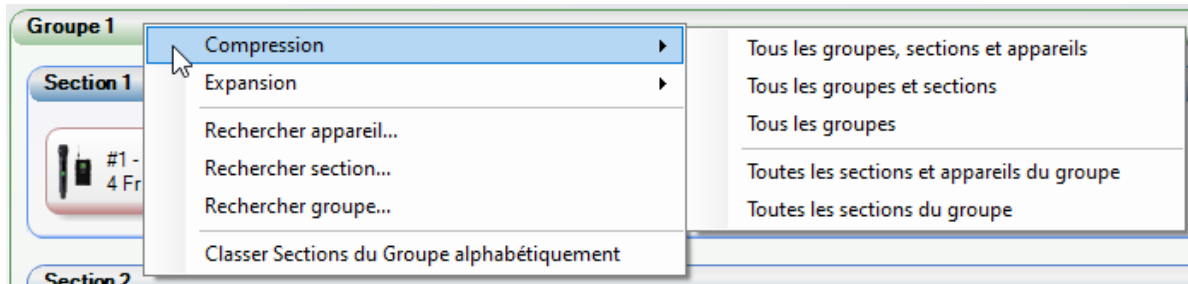 Groupe 1
Section 1
#1 -
4 Fr
Section 2
Compression
Expansion
Rechercher appareil...
Rechercher section...
Rechercher groupe...
Classer Sections du Groupe alphabétiquement
Tous les groupes, sections et appareils
Tous les groupes et sections
Tous les groupes
Toutes les sections et appareils du groupe
Toutes les sections du groupe